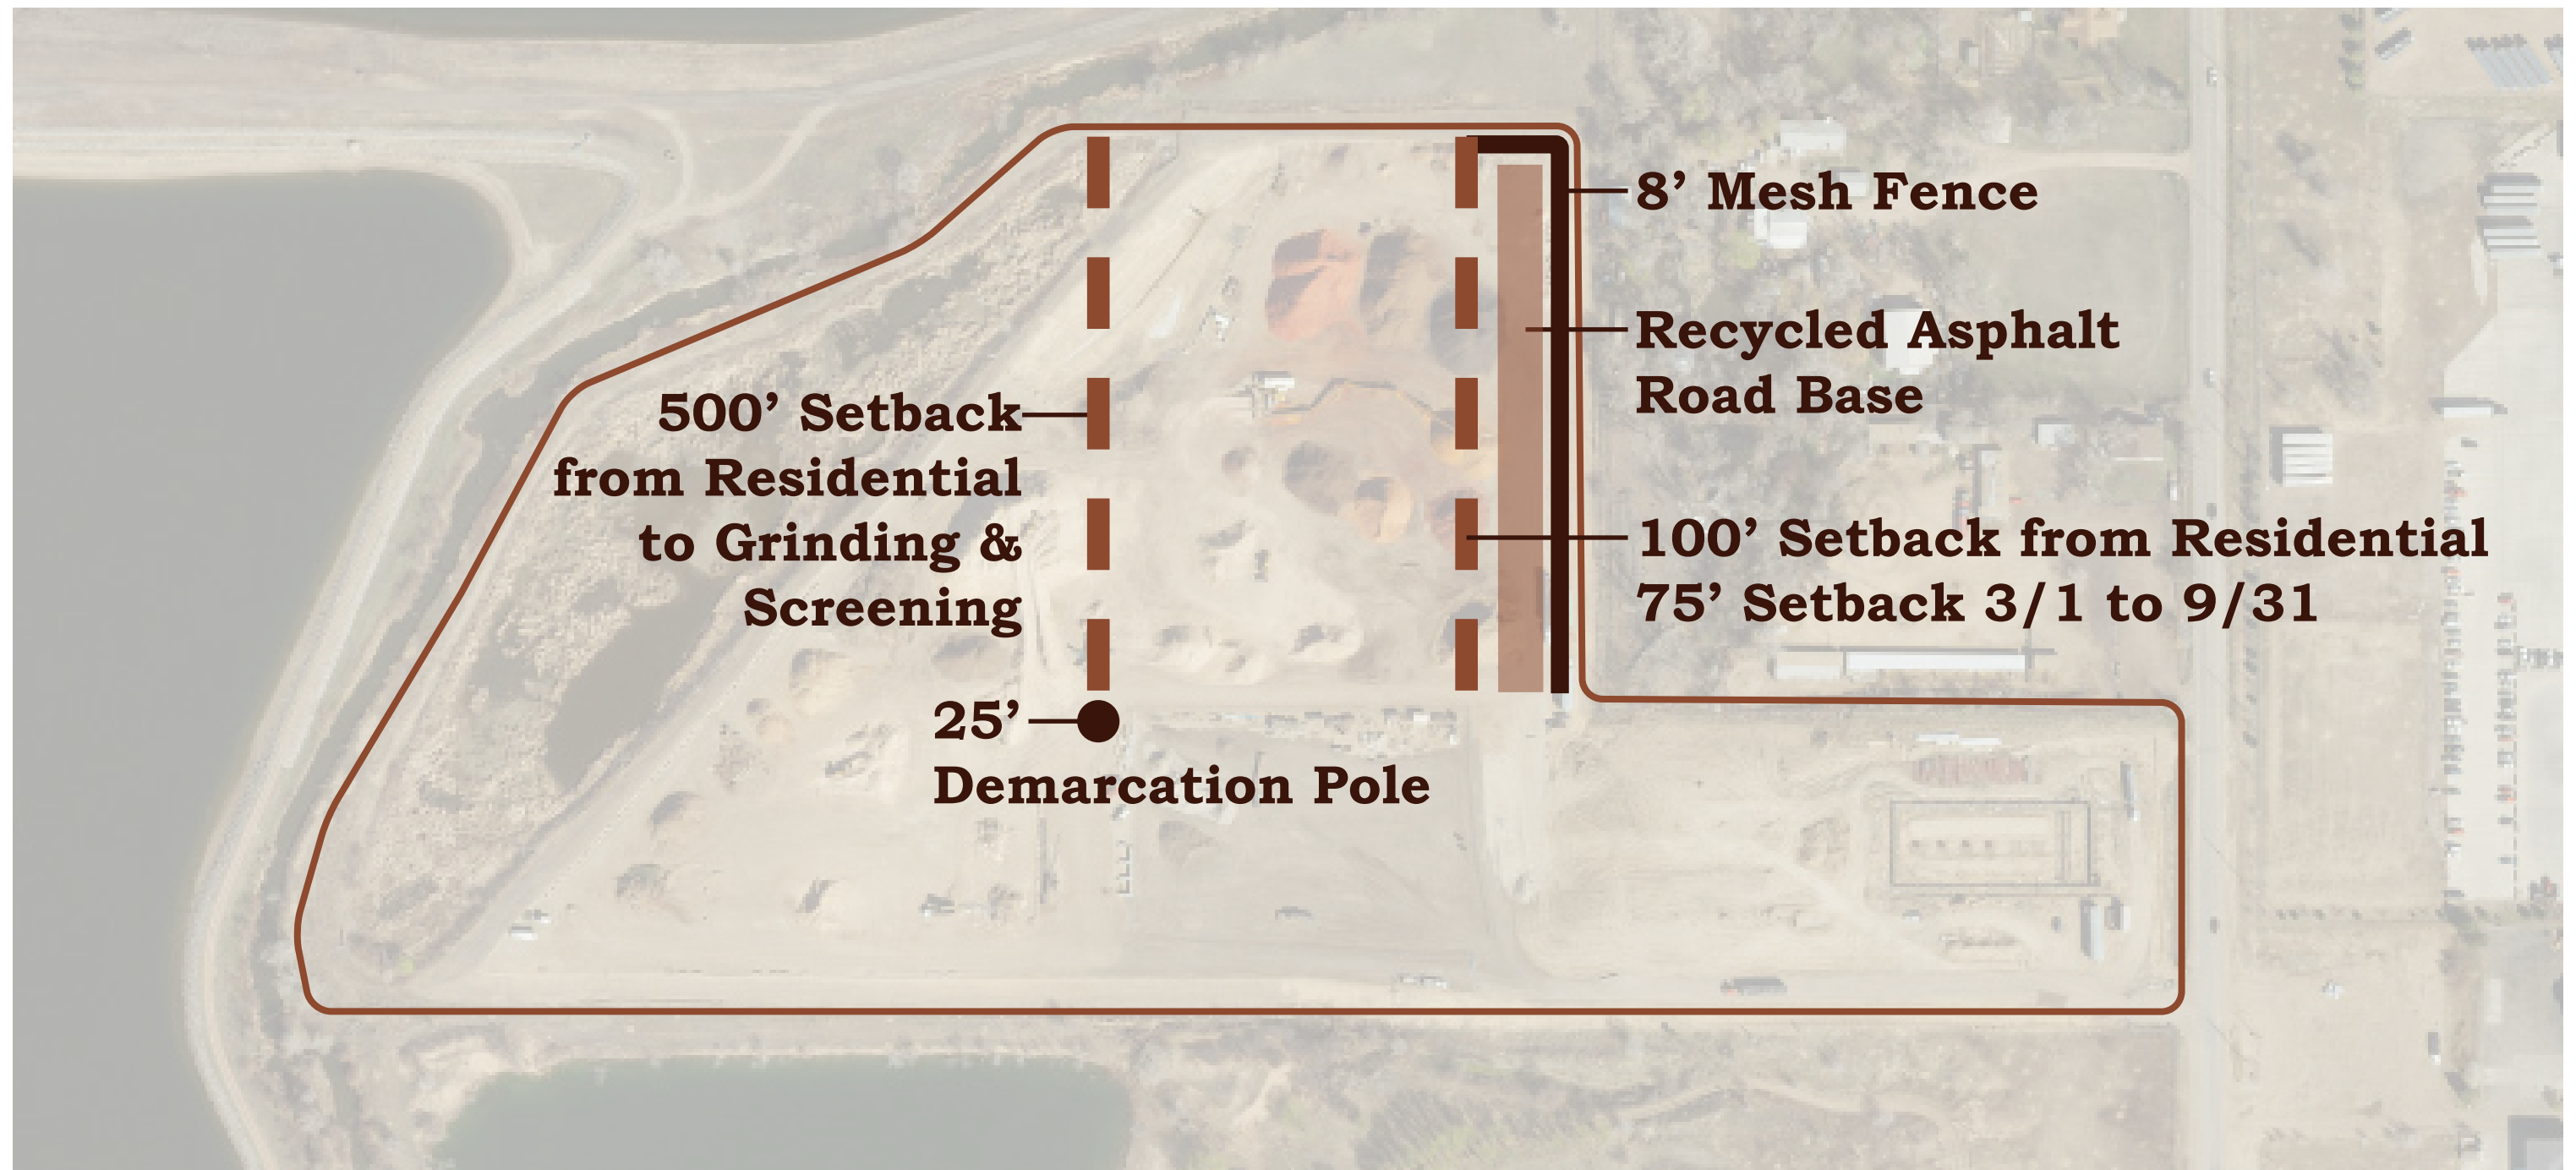 8’ Mesh Fence
Recycled Asphalt
Road Base
500’ Setback
from Residential
to Grinding &
Screening
100’ Setback from Residential
75’ Setback 3/1 to 9/31
25’
Demarcation Pole